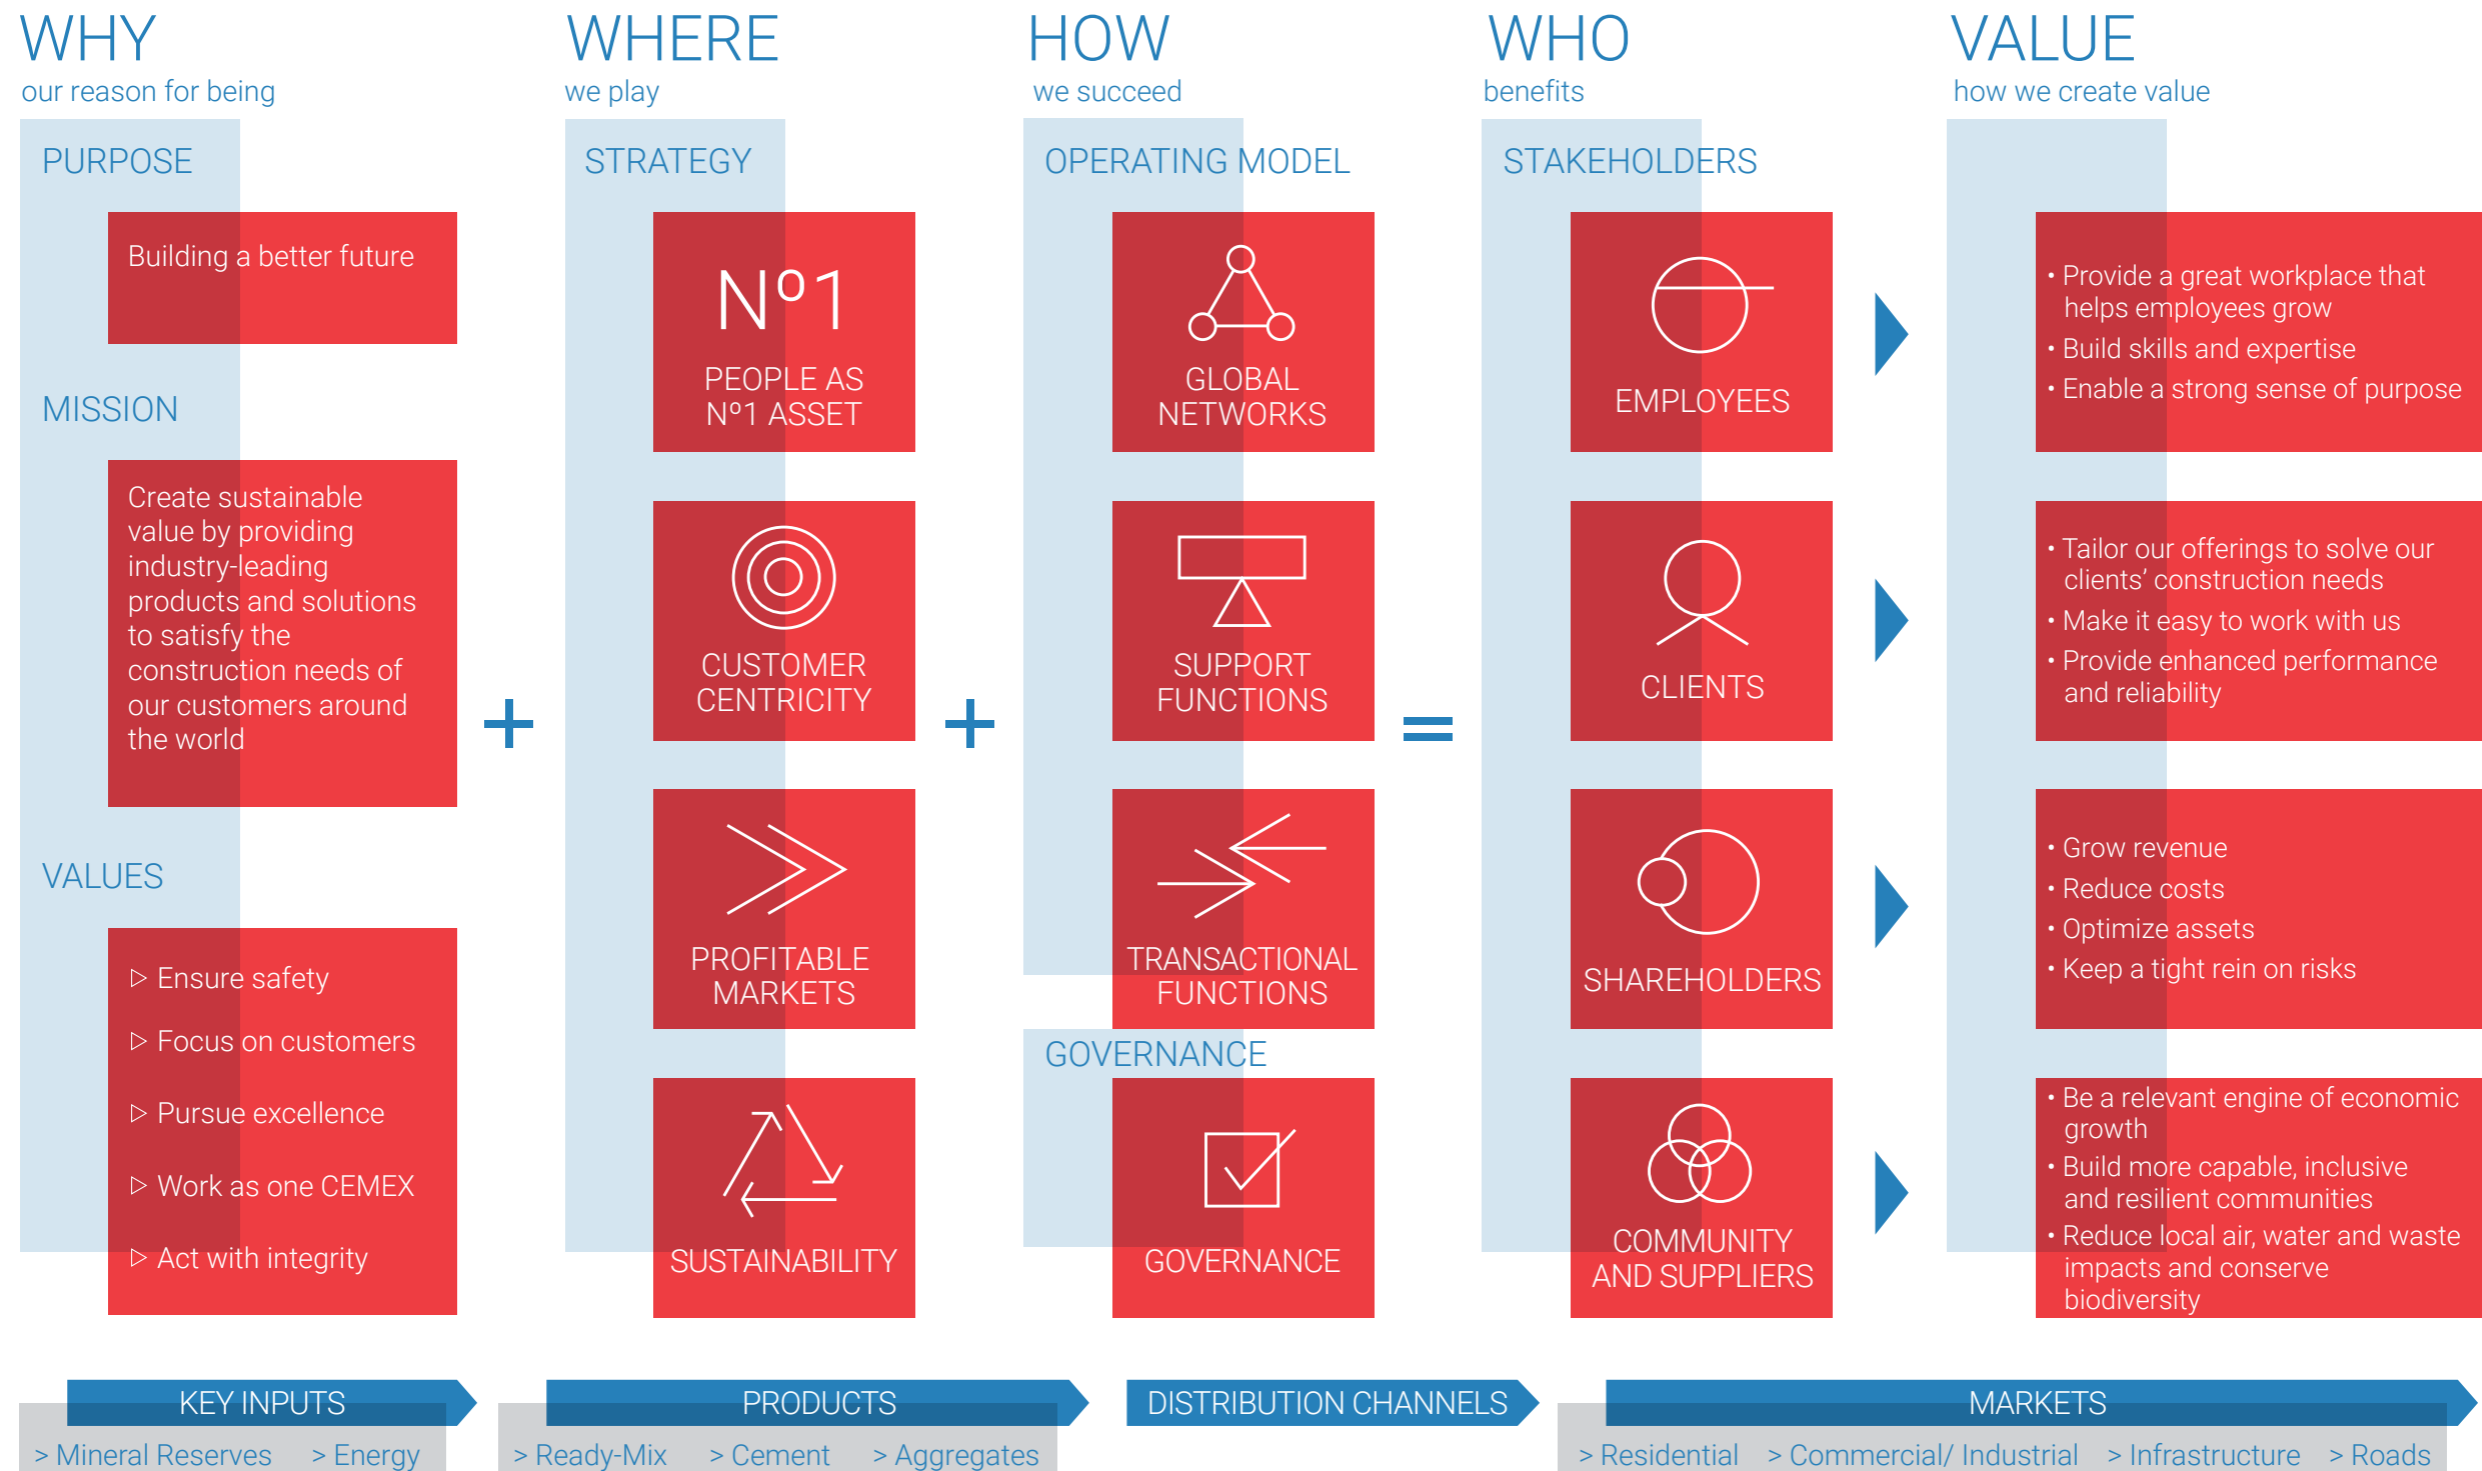 WHY
our reason for being
PURPOSE
Building a better future
MISSION
Create sustainable
value by providing
industry-leading
products and solutions
to satisfy the
construction needs of
our customers around
the world
VALUES
▷ Ensure safety
▷ Focus on customers
▷ Pursue excellence
▷ Work as one CEMEX
▷ Act with integrity
+
WHERE
we play
STRATEGY
Nº1
PEOPLE AS
Nº1 ASSET
CUSTOMER
CENTRICITY
PROFITABLE
MARKETS
SUSTAINABILITY
+
HOW
we succeed
OPERATING MODEL
GLOBAL
NETWORKS
SUPPORT
FUNCTIONS
TRANSACTIONAL
FUNCTIONS
GOVERNANCE
GOVERNANCE
=
WHO
benefits
STAKEHOLDERS
EMPLOYEES
CLIENTS
SHAREHOLDERS
COMMUNITY
AND SUPPLIERS
VALUE
how we create value
• Provide a great workplace that
helps employees grow
• Build skills and expertise
• Enable a strong sense of purpose
• Tailor our offerings to solve our
clients’ construction needs
• Make it easy to work with us
• Provide enhanced performance
and reliability
• Grow revenue
• Reduce costs
• Optimize assets
• Keep a tight rein on risks
• Be a relevant engine of economic
growth
• Build more capable, inclusive
and resilient communities
• Reduce local air, water and waste
impacts and conserve
biodiversity
KEY INPUTS
> Mineral Reserves > Energy
PRODUCTS
> Ready-Mix > Cement > Aggregates
DISTRIBUTION CHANNELS
MARKETS
> Residential > Commercial/ Industrial > Infrastructure > Roads